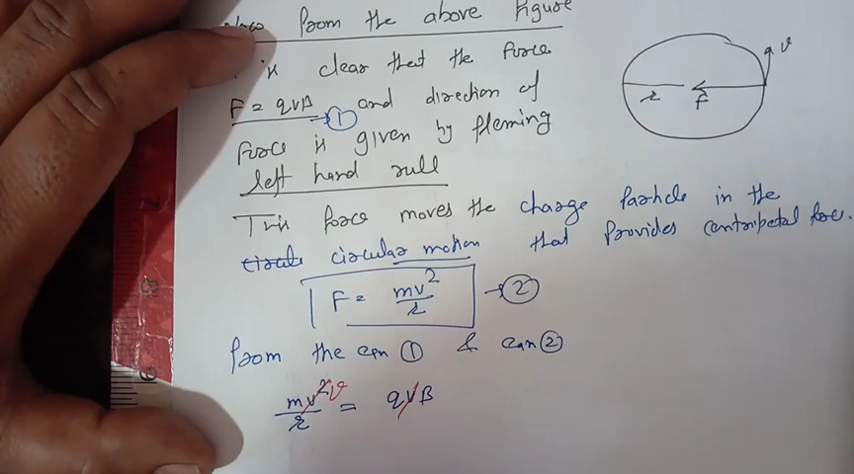 from the above figure
is clear that the force
F = qvB → ① and direction of
force is given by fleming
left hand rull
This force moves the charge particle in the
circular motion that provides centripetal force.
F = mv²/r → ②
from the eqn ① & eqn ②
mv²/r v = qvB
v
r F